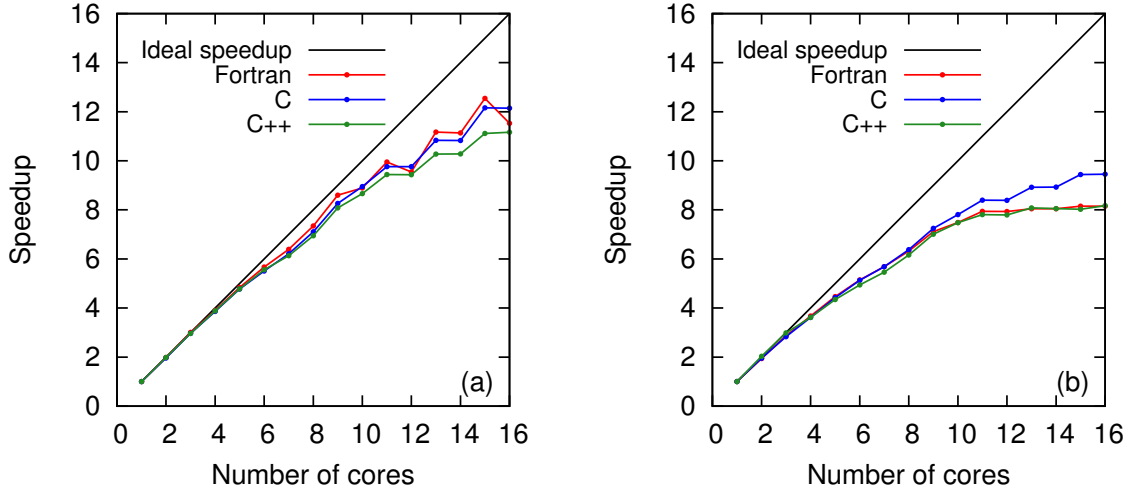 16
14
12
10
8
6
4
2
0
Speedup
Ideal speedup
Fortran
C
C++
(a)
0 2 4 6 8 10 12 14 16
Number of cores
16
14
12
10
8
6
4
2
0
Speedup
Ideal speedup
Fortran
C
C++
(b)
0 2 4 6 8 10 12 14 16
Number of cores